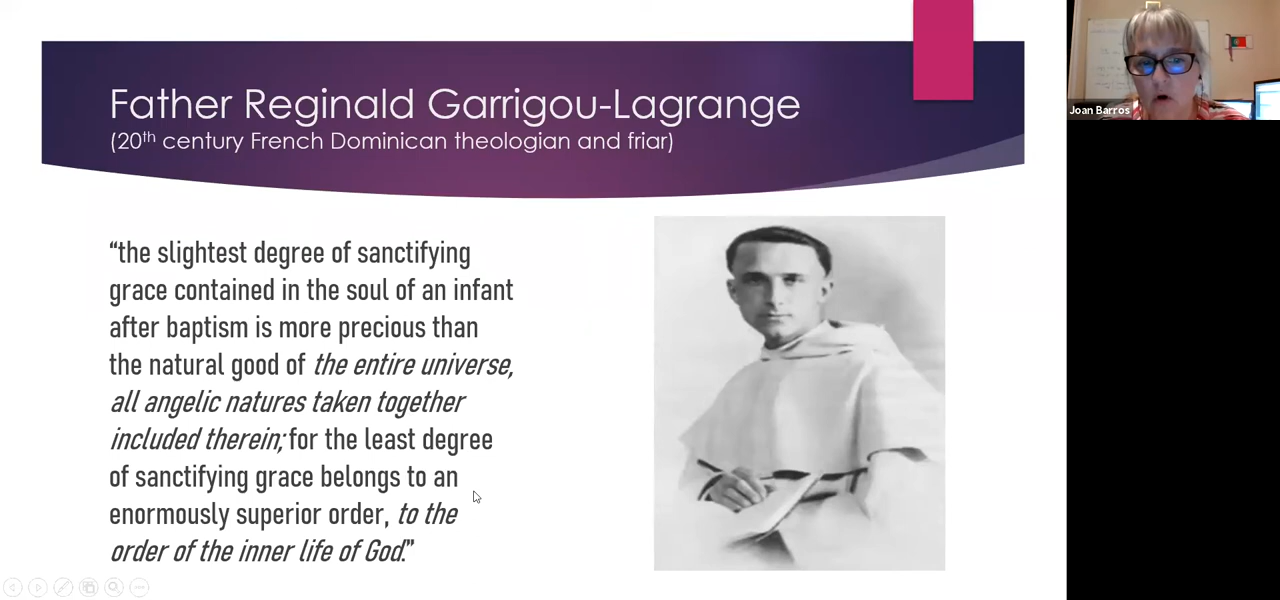 Father Reginald Garrigou-Lagrange
(20th century French Dominican theologian and friar)
“the slightest degree of sanctifying
grace contained in the soul of an infant
after baptism is more precious than
the natural good of the entire universe,
all angelic natures taken together
included therein; for the least degree
of sanctifying grace belongs to an
enormously superior order, to the
order of the inner life of God.”
Joan Barros